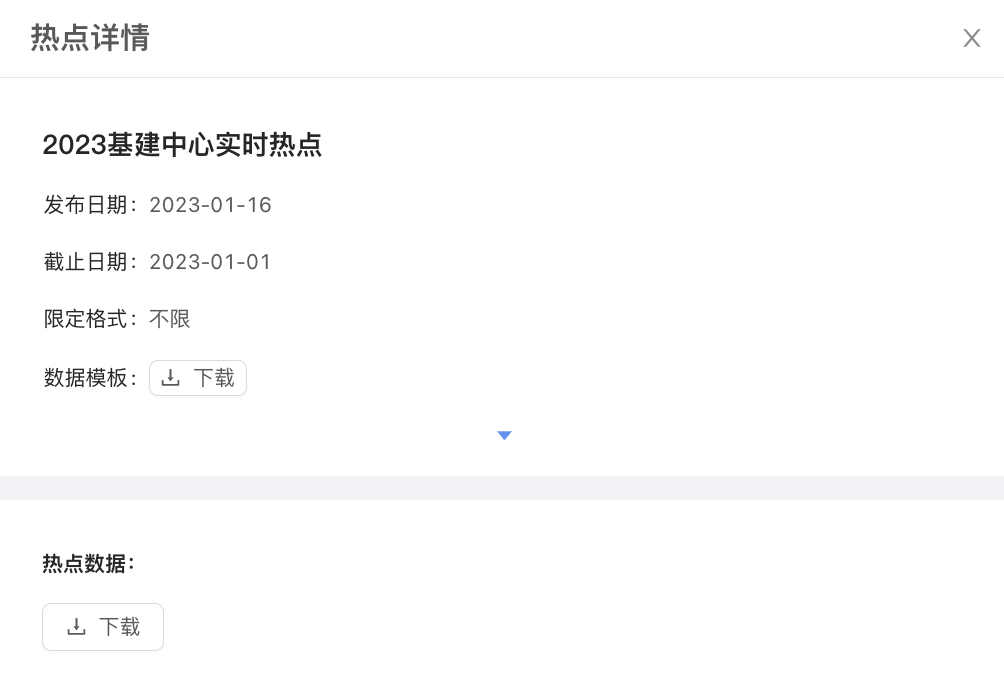 热点详情
2023基建中心实时热点
发布日期：2023-01-16
截止日期：2023-01-01
限定格式：不限
数据模板：下载
热点数据：
下载